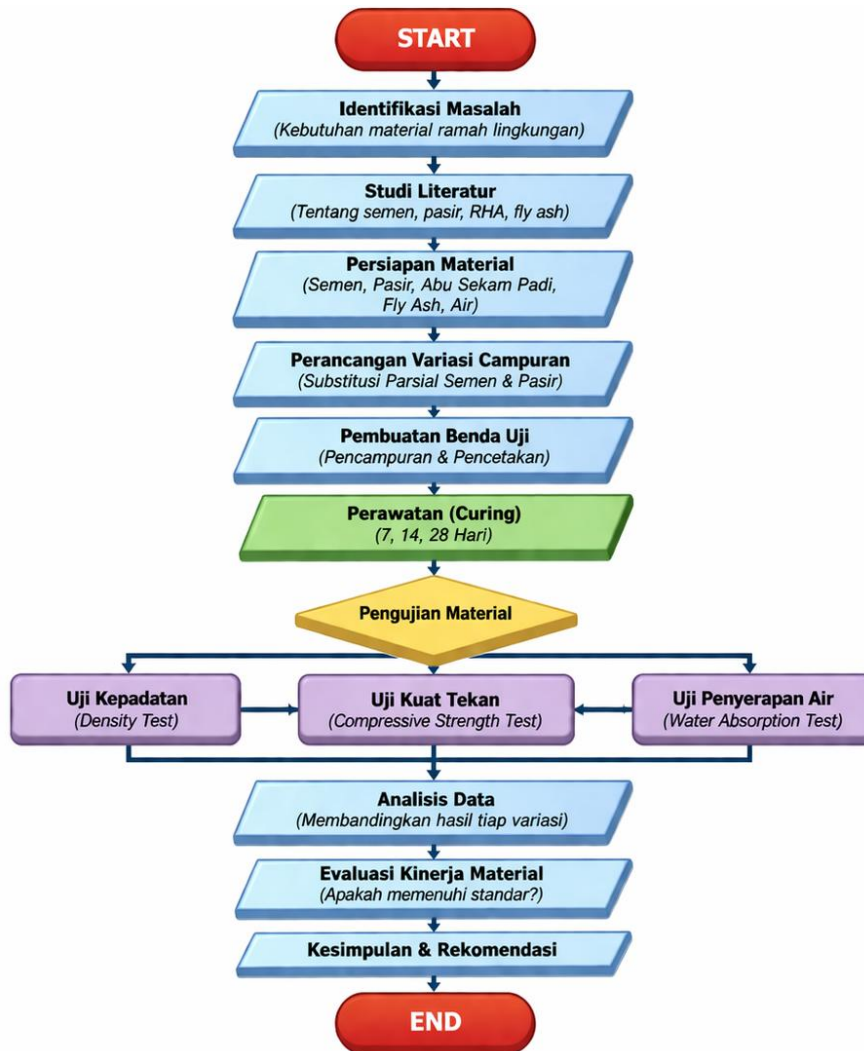 START
Identifikasi Masalah
(Kebutuhan material ramah lingkungan)
Studi Literatur
(Tentang semen, pasir, RHA, fly ash)
Persiapan Material
(Semen, Pasir, Abu Sekam Padi,
Fly Ash, Air)
Perancangan Variasi Campuran
(Substitusi Parsial Semen & Pasir)
Pembuatan Benda Uji
(Pencampuran & Pencetakan)
Perawatan (Curing)
(7, 14, 28 Hari)
Pengujian Material
Uji Kepadatan
(Density Test)
Uji Kuat Tekan
(Compressive Strength Test)
Uji Penyerapan Air
(Water Absorption Test)
Analisis Data
(Membandingkan hasil tiap variasi)
Evaluasi Kinerja Material
(Apakah memenuhi standar?)
Kesimpulan & Rekomendasi
END